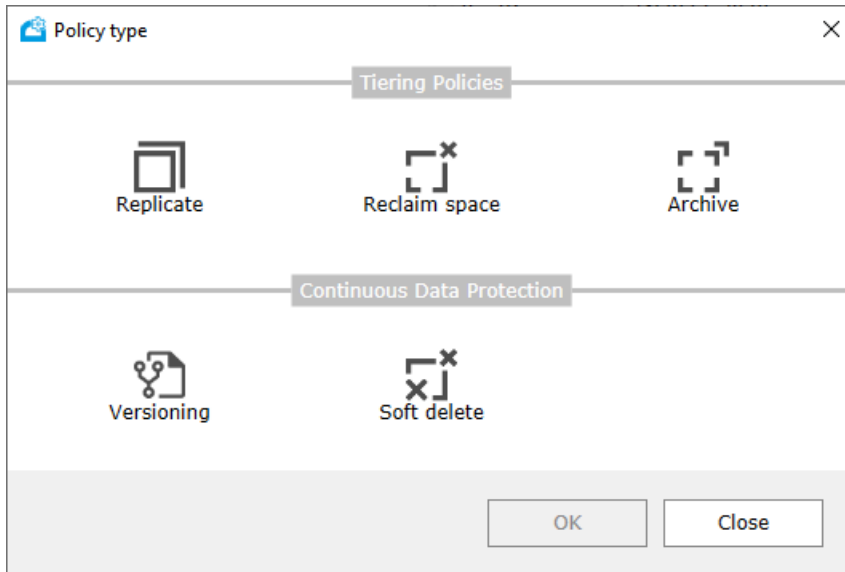 Policy type
Tiering Policies
Replicate
Reclaim space
Archive
Continuous Data Protection
Versioning
Soft delete
OK
Close